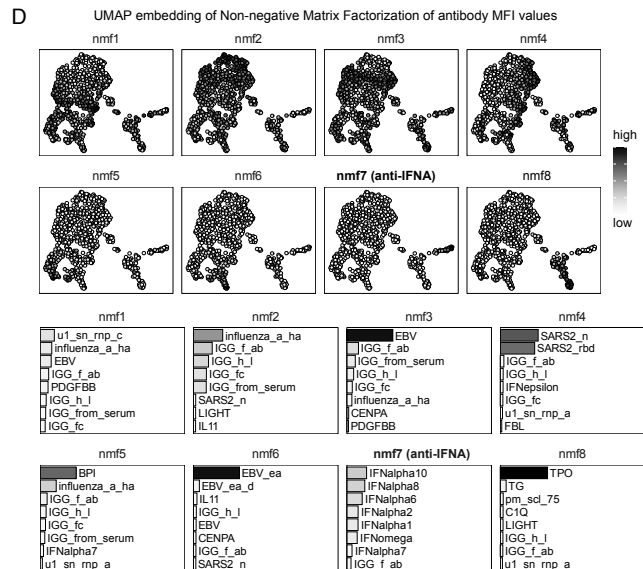 D
UMAP embedding of Non-negative Matrix Factorization of antibody MFI values
nmf1 nmf2 nmf3 nmf4
high
low
nmf5 nmf6 nmf7 (anti-IFNA) nmf8
nmf1
u1_sn_rnp_c
influenza_a_ha
EBV
IGG_f_ab
PDGFBB
IGG_h_l
IGG_from_serum
IGG_fc
nmf2
influenza_a_ha
IGG_f_ab
IGG_h_l
IGG_fc
IGG_from_serum
SARS2_n
LIGHT
IL11
nmf3
EBV
IGG_f_ab
IGG_from_serum
IGG_h_l
IGG_fc
influenza_a_ha
CENPA
PDGFBB
nmf4
SARS2_n
SARS2_rbd
IGG_f_ab
IGG_h_l
IFNepsilon
IGG_fc
u1_sn_rnp_a
FBL
nmf5
BPI
influenza_a_ha
IGG_f_ab
IGG_h_l
IGG_fc
IGG_from_serum
IFNalpha7
u1_sn_rnp_a
nmf6
EBV_ea
EBV_ea_d
IL11
IGG_h_l
EBV
CENPA
IGG_f_ab
SARS2_n
nmf7 (anti-IFNA)
IFNalpha10
IFNalpha8
IFNalpha6
IFNalpha2
IFNalpha1
IFNomega
IFNalpha7
IGG_f_ab
nmf8
TPO
TG
pm_scl_75
C1Q
LIGHT
IGG_h_l
IGG_f_ab
u1_sn_rnp_a